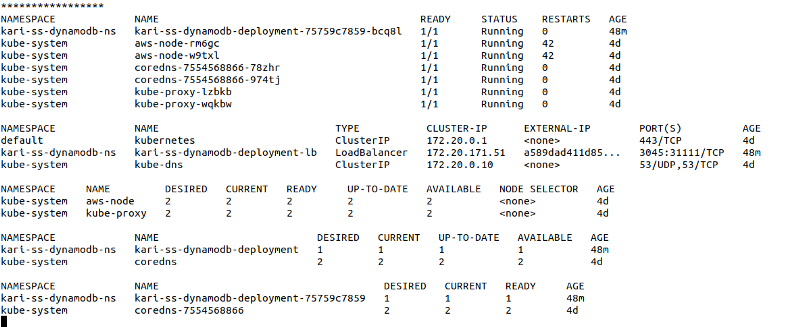 *****************
NAMESPACE NAME READY STATUS RESTARTS AGE
kari-ss-dynamodb-ns kari-ss-dynamodb-deployment-75759c7859-bcq8l 1/1 Running 0 48m
kube-system aws-node-rm6gc 1/1 Running 42 4d
kube-system aws-node-w9txl 1/1 Running 42 4d
kube-system coredns-7554568866-78zhr 1/1 Running 0 4d
kube-system coredns-7554568866-974tj 1/1 Running 0 4d
kube-system kube-proxy-lzbkb 1/1 Running 0 4d
kube-system kube-proxy-wqkbw 1/1 Running 0 4d
NAMESPACE NAME TYPE CLUSTER-IP EXTERNAL-IP PORT(S) AGE
default kubernetes ClusterIP 172.20.0.1 <none> 443/TCP 4d
kari-ss-dynamodb-ns kari-ss-dynamodb-deployment-lb LoadBalancer 172.20.171.51 a589dad411d85... 3045:31111/TCP 48m
kube-system kube-dns ClusterIP 172.20.0.10 <none> 53/UDP,53/TCP 4d
NAMESPACE NAME DESIRED CURRENT READY UP-TO-DATE AVAILABLE NODE SELECTOR AGE
kube-system aws-node 2 2 2 2 2 <none> 4d
kube-system kube-proxy 2 2 2 2 2 <none> 4d
NAMESPACE NAME DESIRED CURRENT UP-TO-DATE AVAILABLE AGE
kari-ss-dynamodb-ns kari-ss-dynamodb-deployment 1 1 1 1 48m
kube-system coredns 2 2 2 2 4d
NAMESPACE NAME DESIRED CURRENT READY AGE
kari-ss-dynamodb-ns kari-ss-dynamodb-deployment-75759c7859 1 1 1 48m
kube-system coredns-7554568866 2 2 2 4d